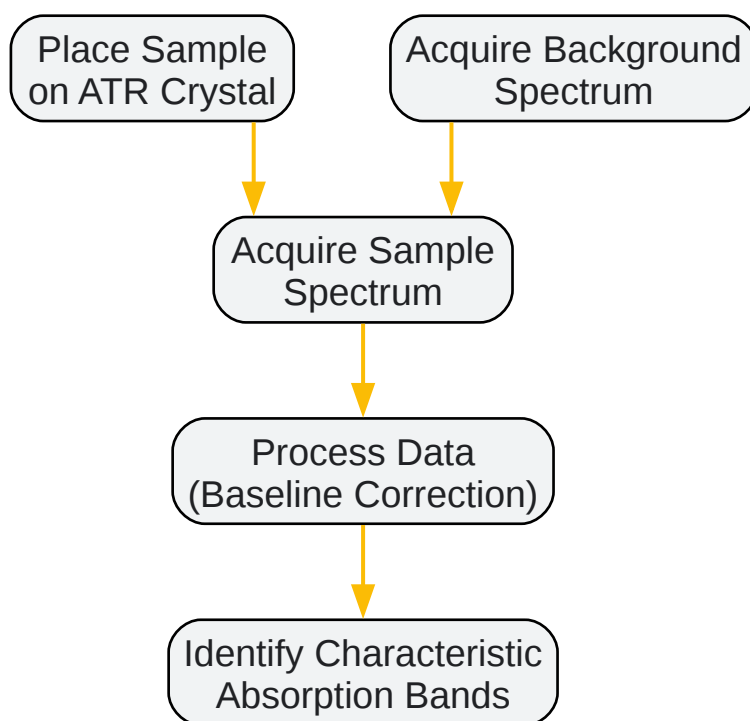 Place Sample
on ATR Crystal
Acquire Background
Spectrum
Acquire Sample
Spectrum
Process Data
(Baseline Correction)
Identify Characteristic
Absorption Bands